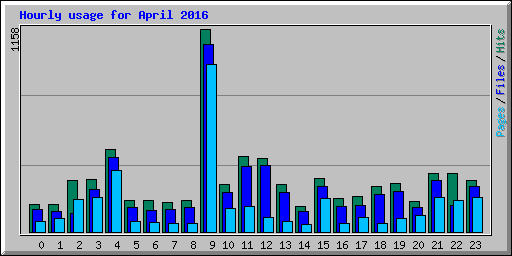 Hourly usage for April 2016
1158
Pages / Files / Hits
0 1 2 3 4 5 6 7 8 9 10 11 12 13 14 15 16 17 18 19 20 21 22 23